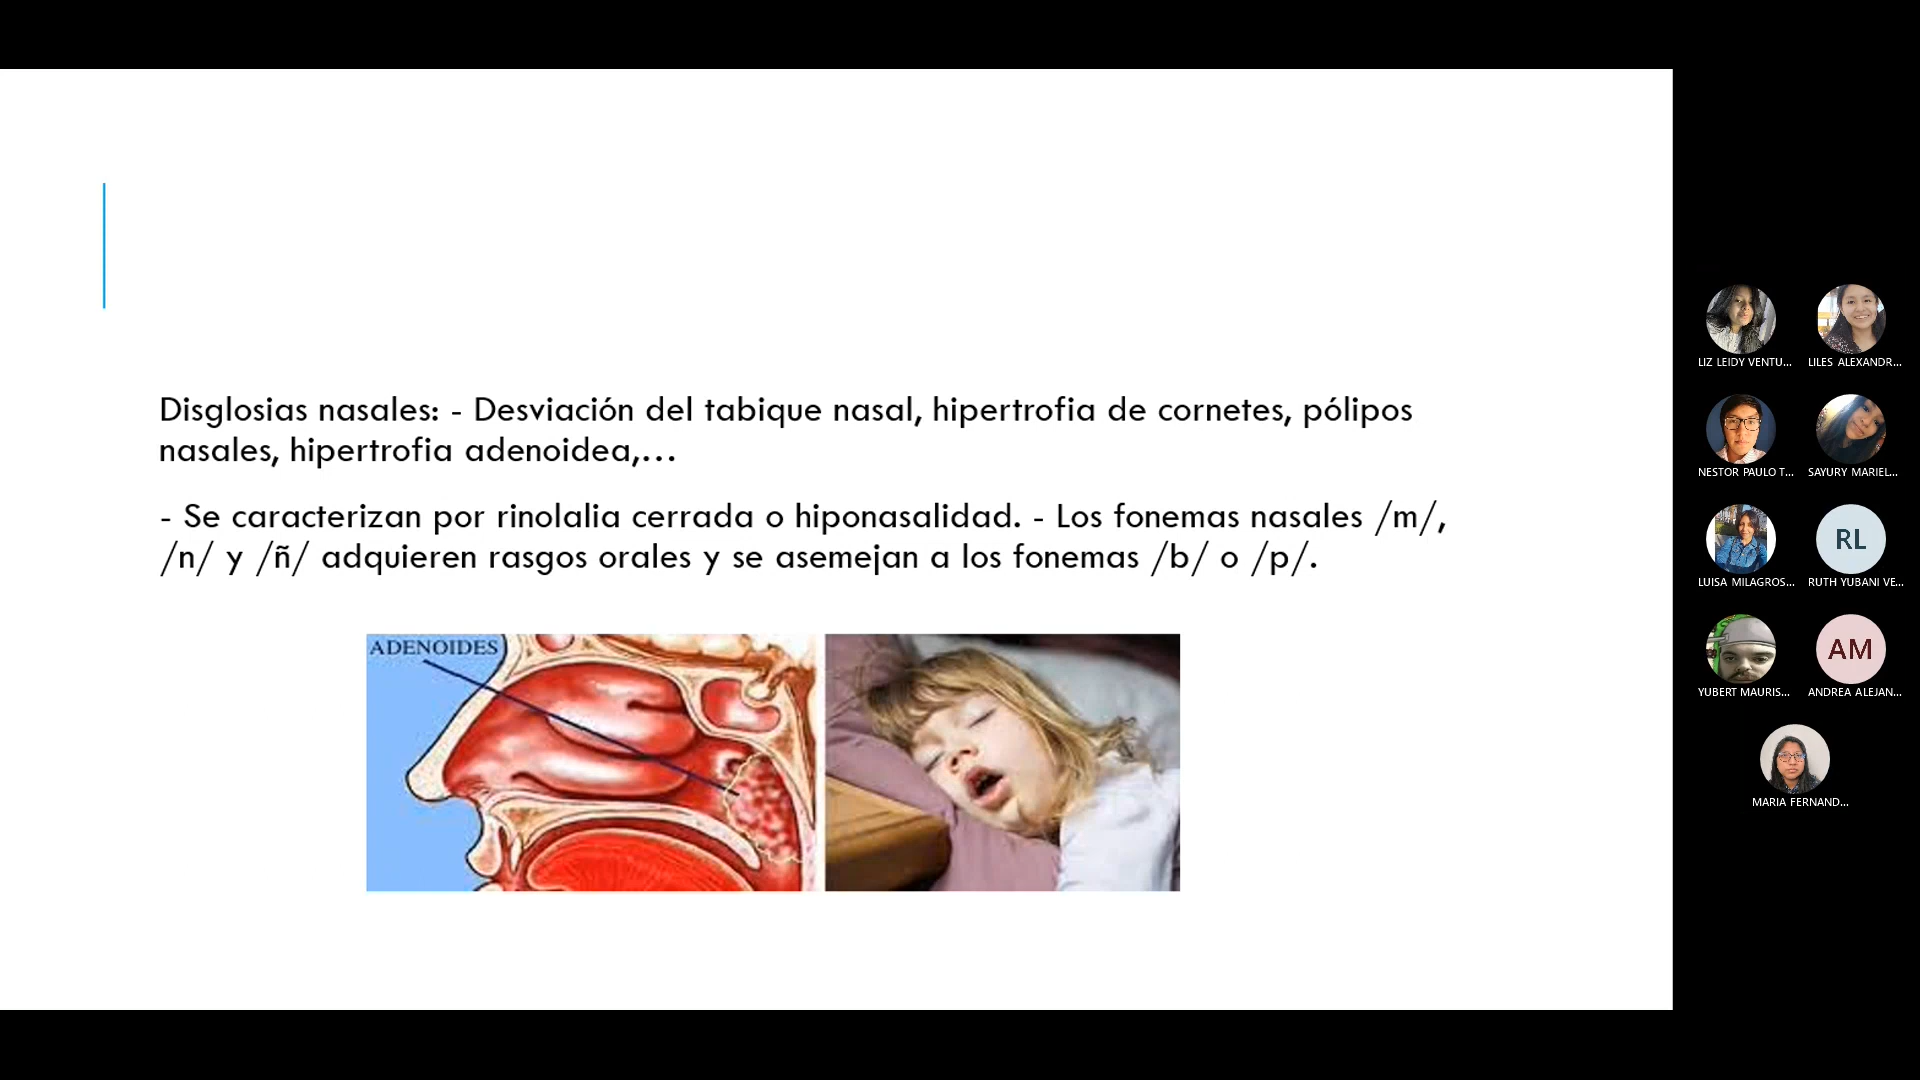 Disglosias nasales: - Desviación del tabique nasal, hipertrofia de cornetes, pólipos
nasales, hipertrofia adenoidea,…
- Se caracterizan por rinolalia cerrada o hiponasalidad. - Los fonemas nasales /m/,
/n/ y /ñ/ adquieren rasgos orales y se asemejan a los fonemas /b/ o /p/.
ADENOIDES
LIZ LEIDY VENTU...
LILES ALEXANDR...
NESTOR PAULO T...
SAYURY MARIEL...
RL
LUISA MILAGROS...
RUTH YUBANI VE...
AM
YUBERT MAURIS...
ANDREA ALEJAN...
MARIA FERNAND...